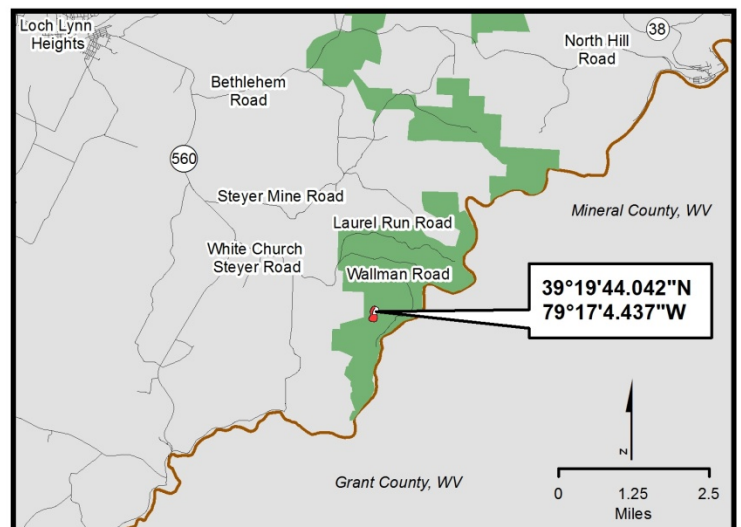 Loch Lynn
Heights
38
North Hill
Road
Bethlehem
Road
560
Steyer Mine Road
Mineral County, WV
Laurel Run Road
White Church
Steyer Road
Wallman Road
39°19'44.042"N
79°17'4.437"W
N
Grant County, WV
0 1.25 2.5
Miles